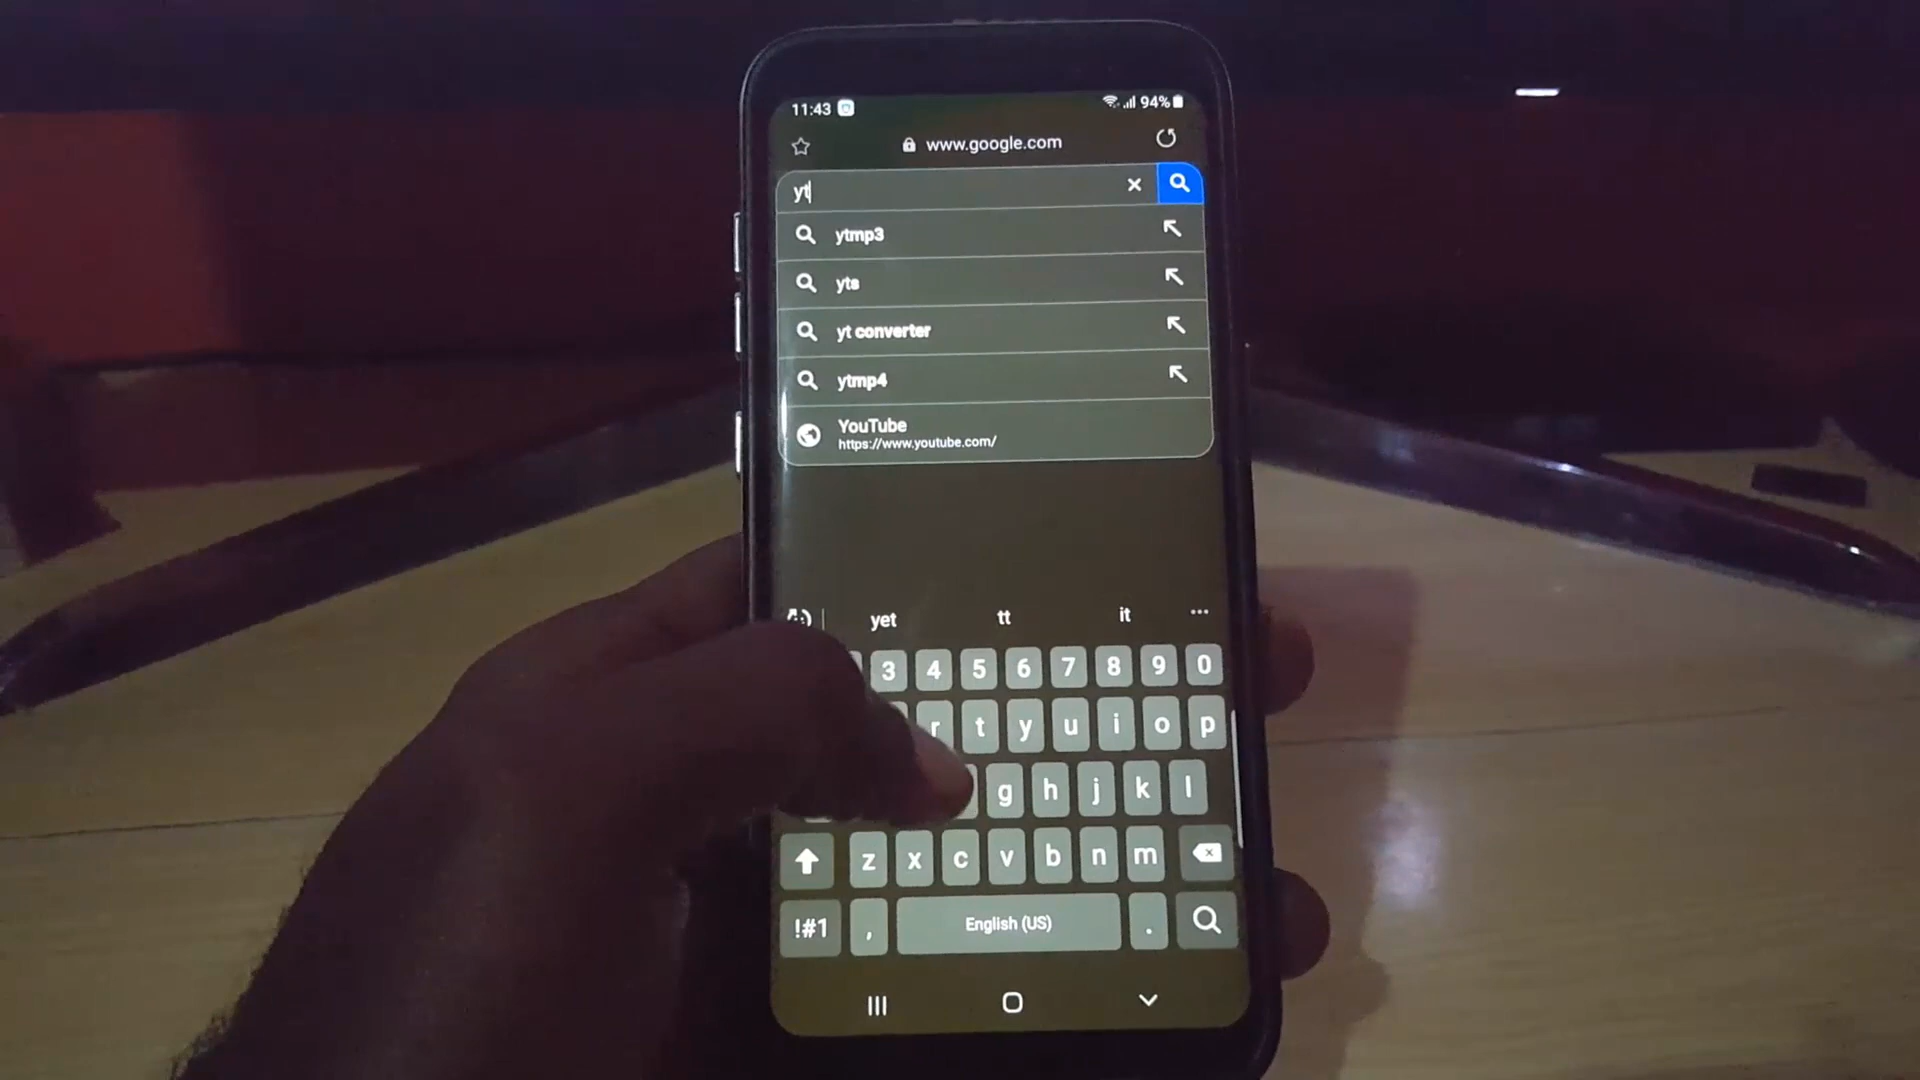 11:43 94%
www.google.com
yt
ytmp3
yts
yt converter
ytmp4
YouTube
https://www.youtube.com/
yet tt it
3 4 5 6 7 8 9 0
r t y u i o p
g h j k l
z x c v b n m
!#1 , English (US) .